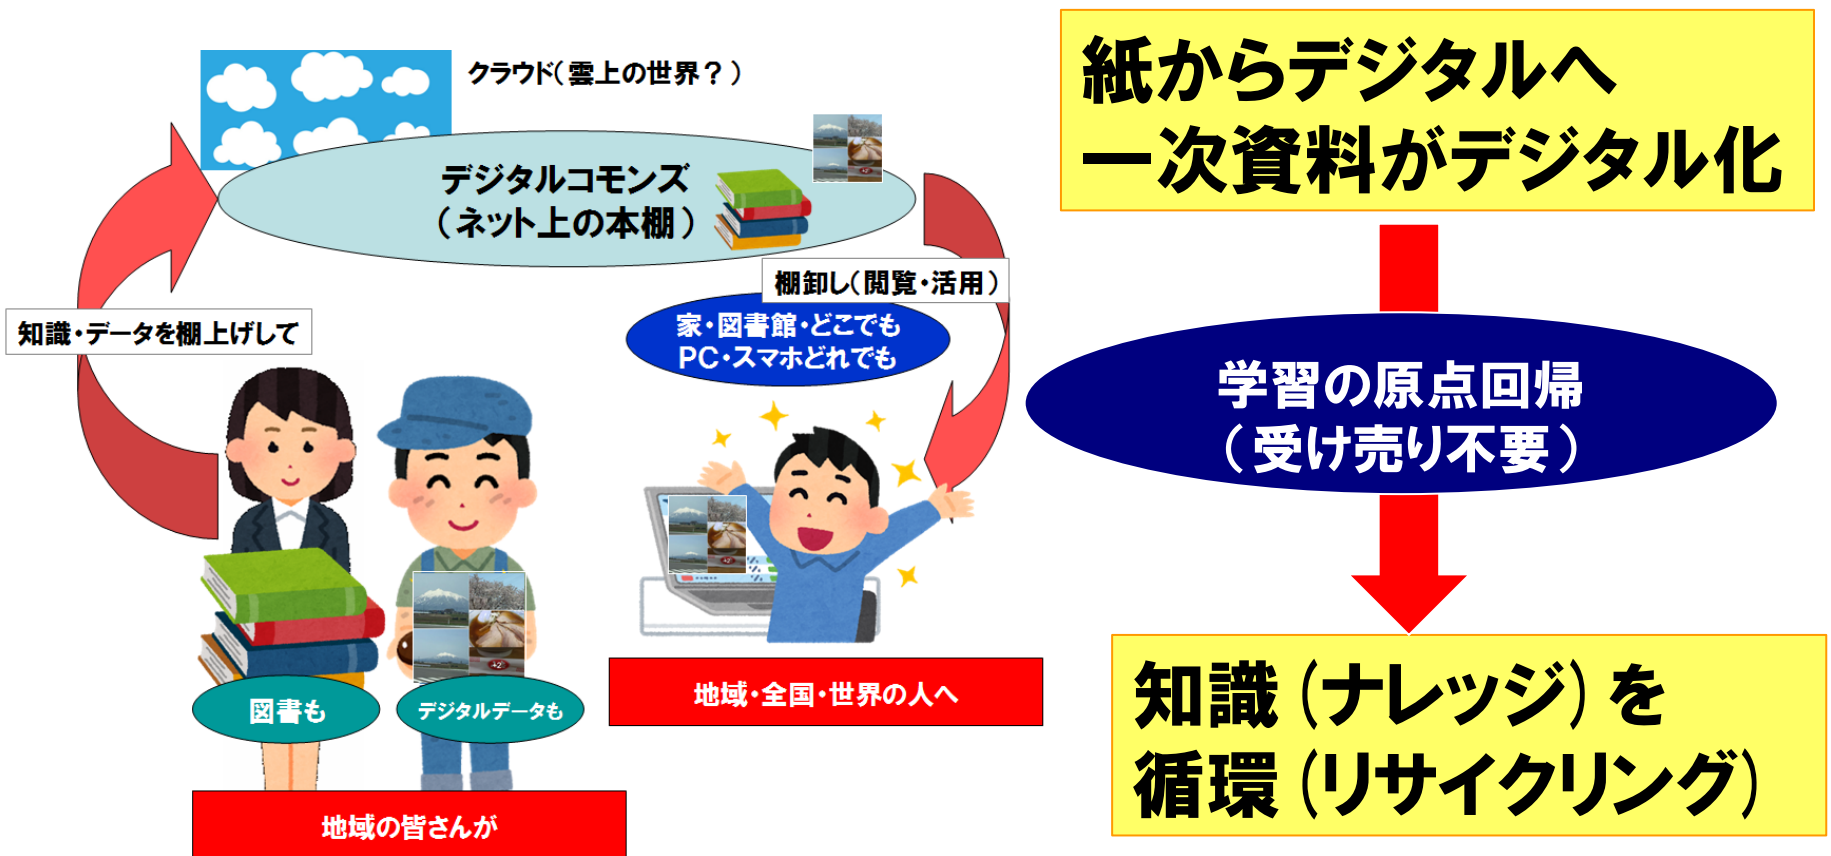 クラウド(雲上の世界？)
デジタルコモンズ
(ネット上の本棚)
知識・データを棚上げして
棚卸し(閲覧・活用)
家・図書館・どこでも
PC・スマホどれでも
図書も
デジタルデータも
地域の皆さんが
地域・全国・世界の人へ
紙からデジタルへ
一次資料がデジタル化
学習の原点回帰
(受け売り不要)
知識(ナレッジ)を
循環(リサイクリング)